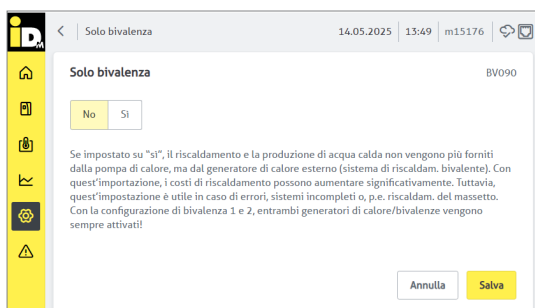 iDM
Solo bivalenza 14.05.2025 13:49 m15176
Solo bivalenza BV090
No Sì
Se impostato su "sì", il riscaldamento e la produzione di acqua calda non vengono più forniti
dalla pompa di calore, ma dal generatore di calore esterno (sistema di riscaldam. bivalente). Con
quest'importazione, i costi di riscaldamento possono aumentare significativamente. Tuttavia,
quest'impostazione è utile in caso di errori, sistemi incompleti o, p.e. riscaldam. del massetto.
Con la configurazione di bivalenza 1 e 2, entrambi generatori di calore/bivalenze vengono
sempre attivati!
Annulla Salva